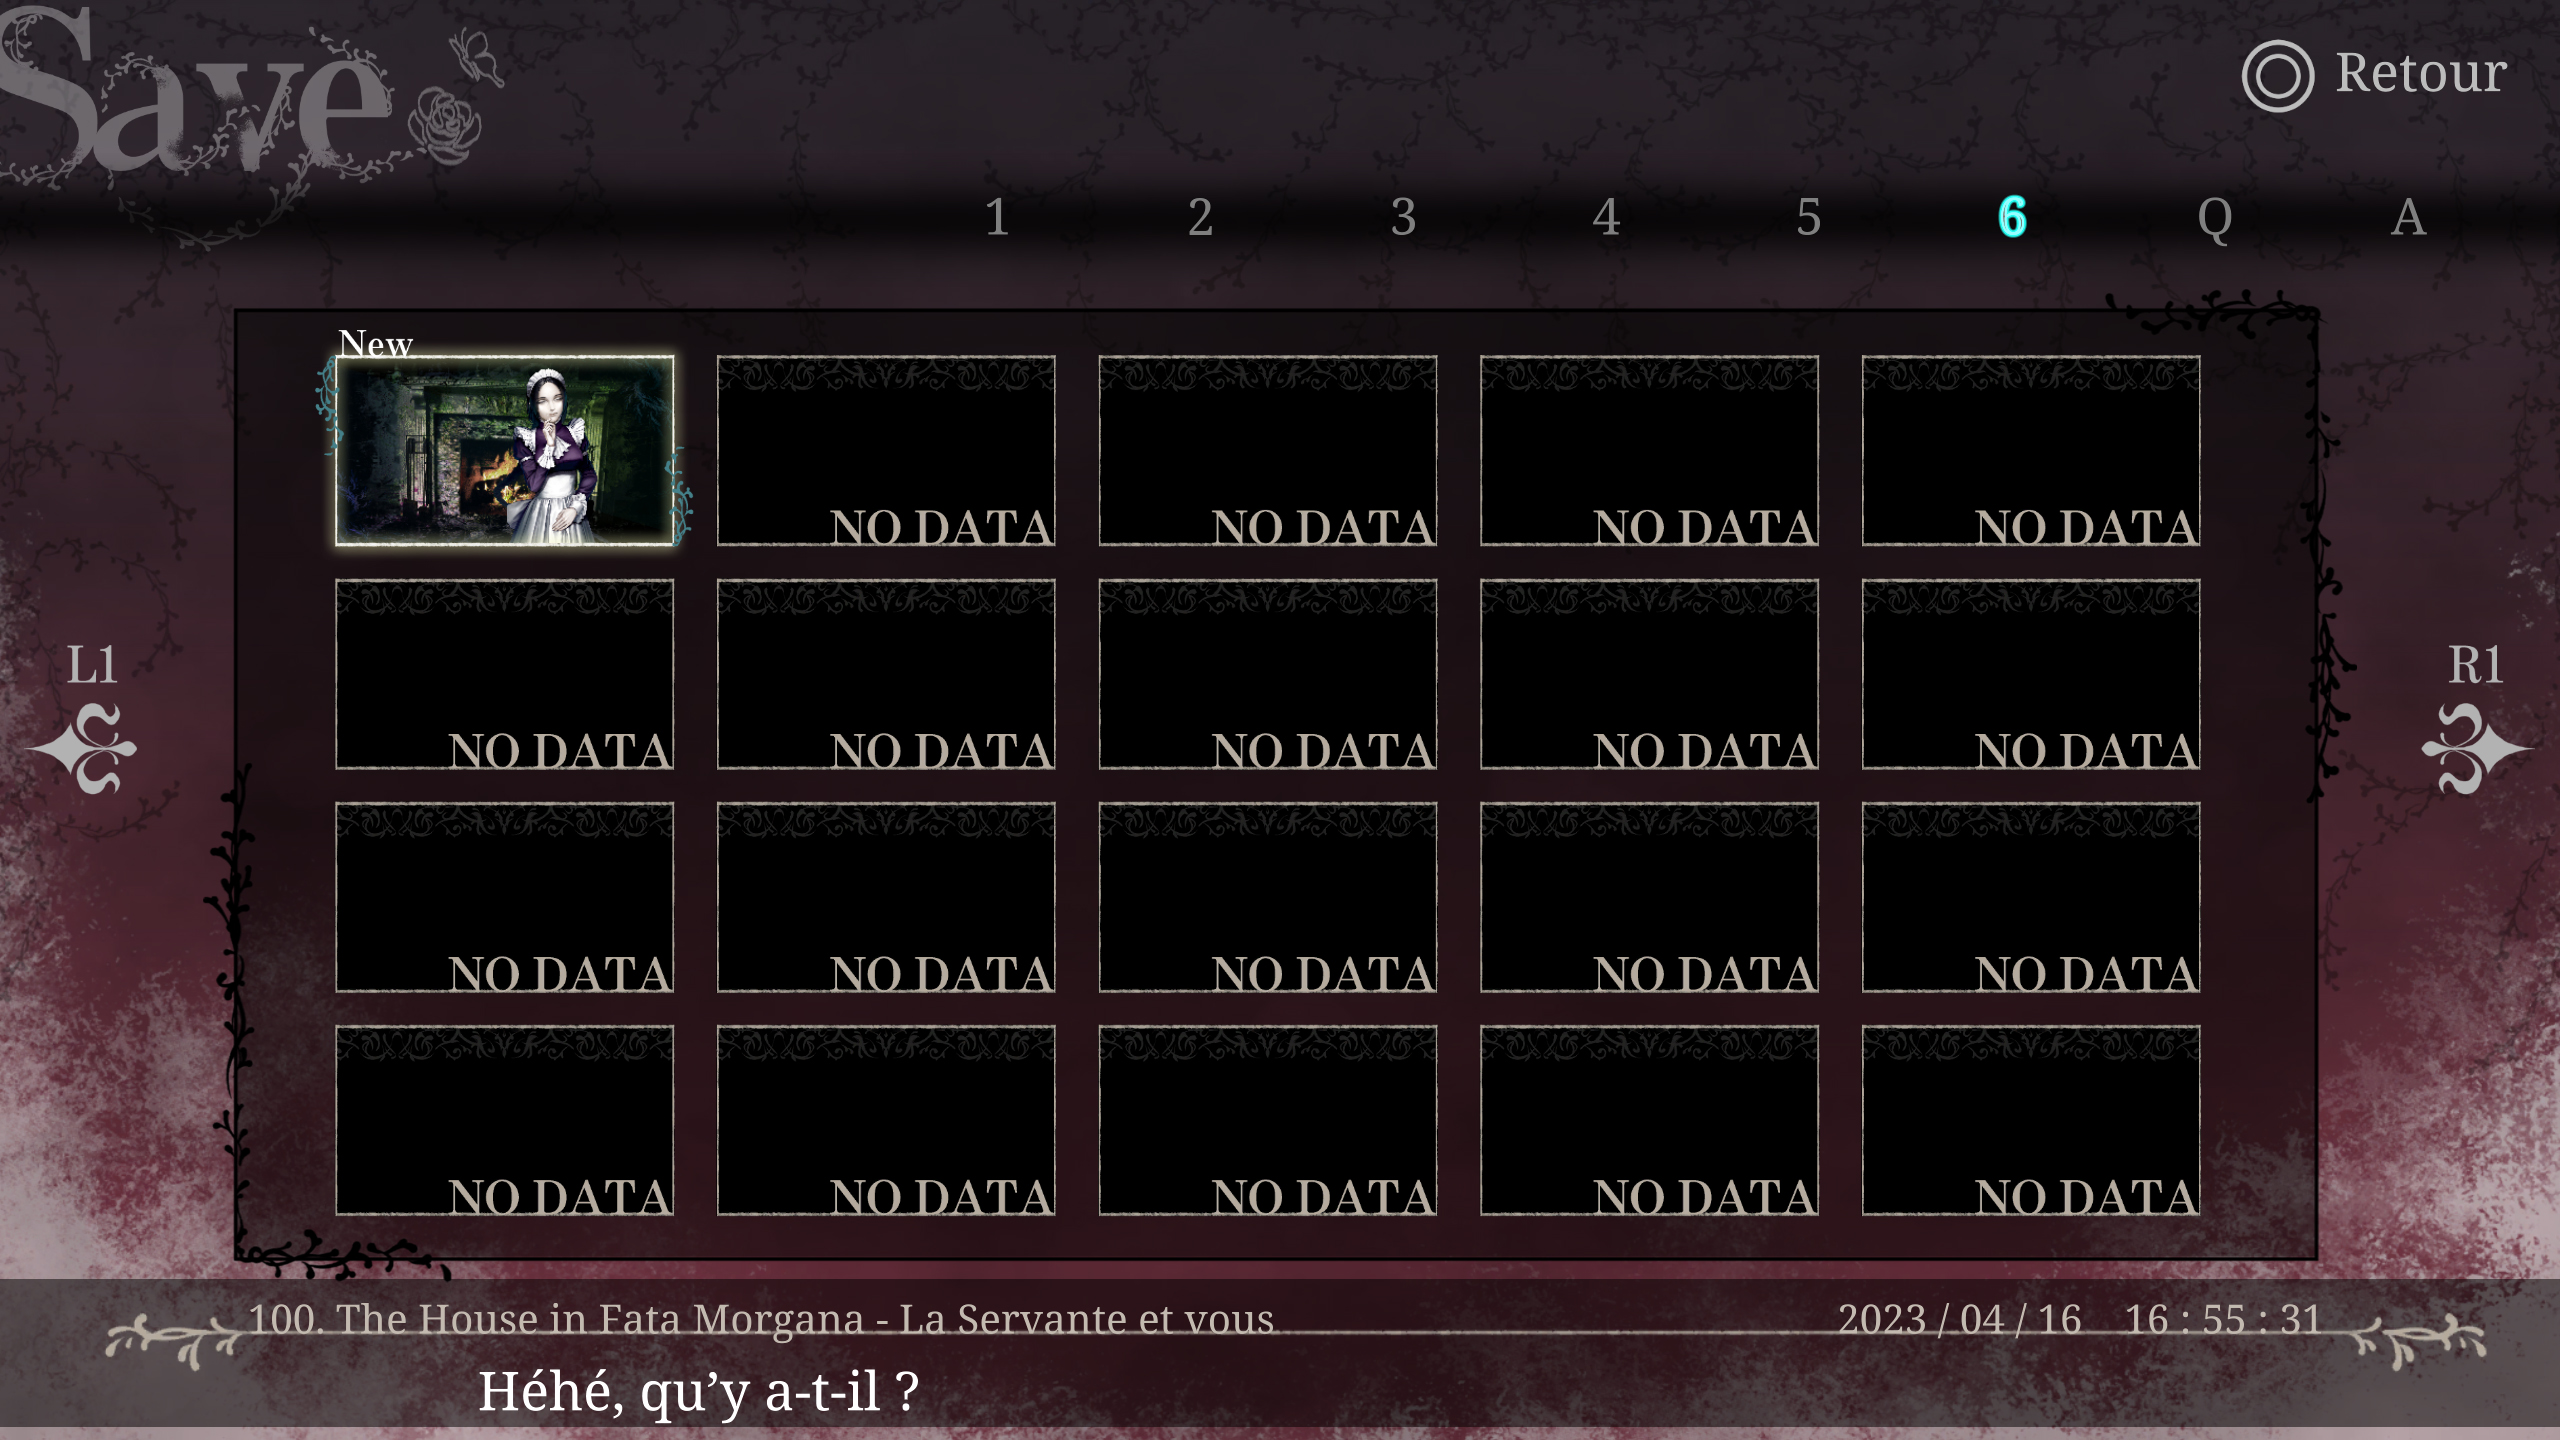 Save
Retour
1 2 3 4 5 6 Q A
New
NO DATA NO DATA NO DATA NO DATA
L1
R1
NO DATA NO DATA NO DATA NO DATA NO DATA
NO DATA NO DATA NO DATA NO DATA NO DATA
NO DATA NO DATA NO DATA NO DATA NO DATA
100. The House in Fata Morgana - La Servante et vous 2023 / 04 / 16 16 : 55 : 31
Héhé, qu’y a-t-il ?